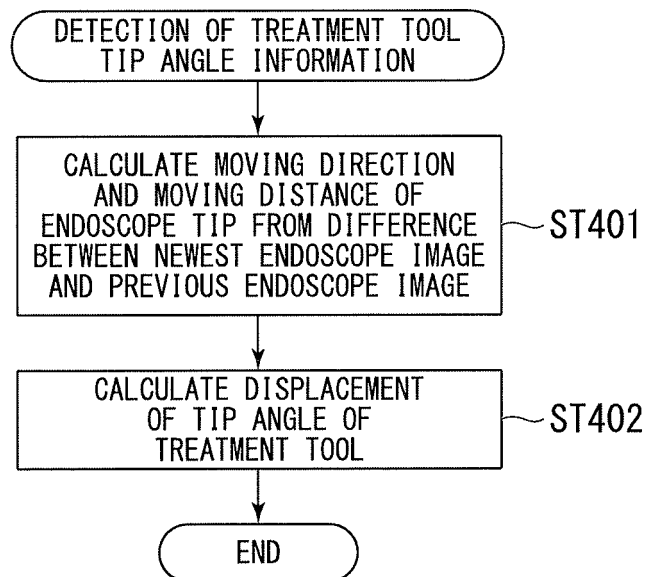 DETECTION OF TREATMENT TOOL
TIP ANGLE INFORMATION
CALCULATE MOVING DIRECTION
AND MOVING DISTANCE OF
ENDOSCOPE TIP FROM DIFFERENCE
BETWEEN NEWEST ENDOSCOPE IMAGE
AND PREVIOUS ENDOSCOPE IMAGE
ST401
CALCULATE DISPLACEMENT
OF TIP ANGLE OF
TREATMENT TOOL
ST402
END